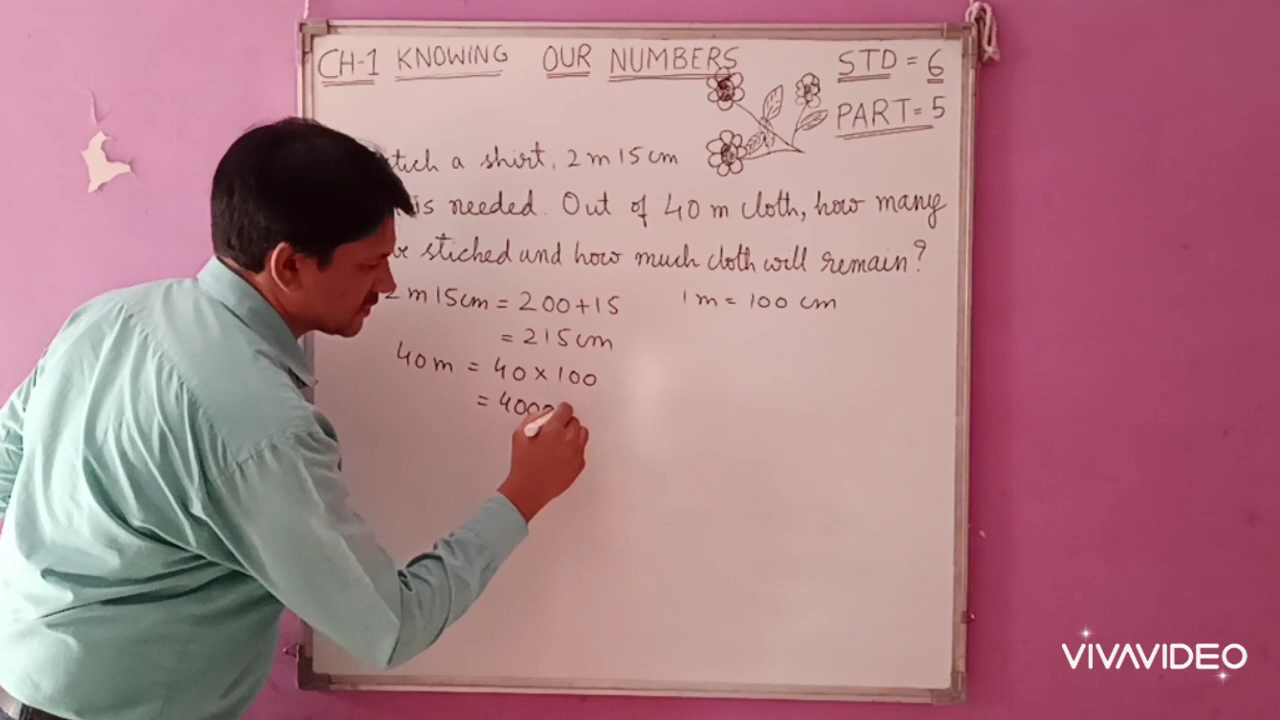 CH-1 KNOWING OUR NUMBERS
STD = 6
PART = 5
a shirt, 2 m 15 cm
is needed. Out of 40 m cloth, how many
stiched and how much cloth will remain?
2 m 15 cm = 200 + 15
1 m = 100 cm
= 215 cm
40 m = 40 × 100
= 4000
VIVAVIDEO